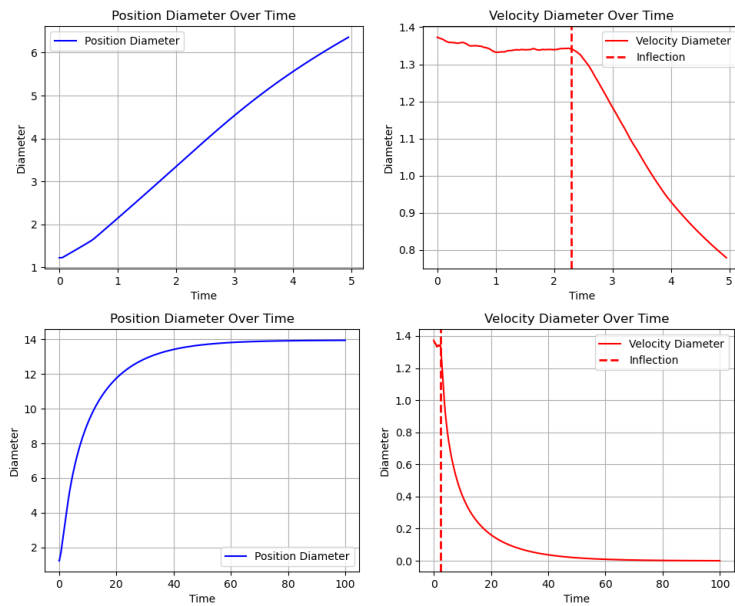 Position Diameter Over Time
Position Diameter
Diameter
6
5
4
3
2
1
0 1 2 3 4 5
Time
Velocity Diameter Over Time
Velocity Diameter
Inflection
Diameter
1.4
1.3
1.2
1.1
1.0
0.9
0.8
0 1 2 3 4 5
Time
Position Diameter Over Time
Diameter
14
12
10
8
6
4
2
Position Diameter
0 20 40 60 80 100
Time
Velocity Diameter Over Time
Velocity Diameter
Inflection
Diameter
1.4
1.2
1.0
0.8
0.6
0.4
0.2
0.0
0 20 40 60 80 100
Time